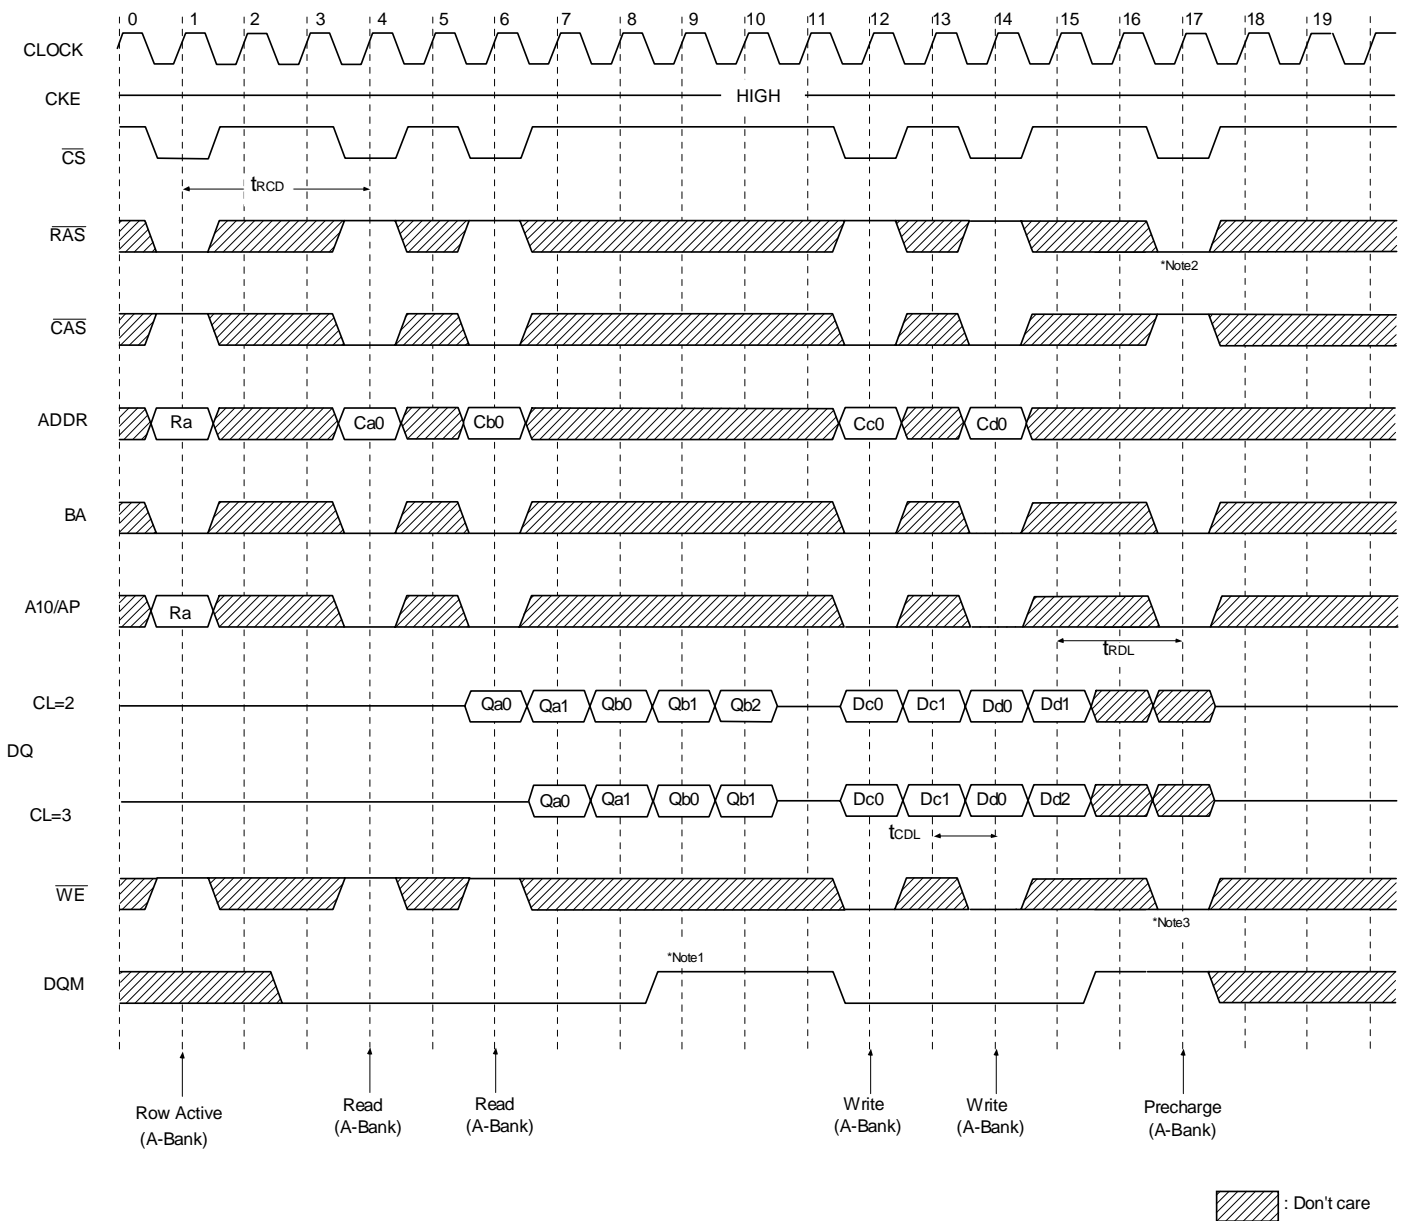 0 1 2 3 4 5 6 7 8 9 10 11 12 13 14 15 16 17 18 19
CLOCK
CKE HIGH
CS
tRCD
RAS
*Note2
CAS
ADDR Ra Ca0 Cb0 Cc0 Cd0
BA
A10/AP Ra
tRDL
CL=2 Qa0 Qa1 Qb0 Qb1 Qb2 Dc0 Dc1 Dd0 Dd1
DQ
CL=3 Qa0 Qa1 Qb0 Qb1 Dc0 Dc1 Dd0 Dd2
tCDL
WE
*Note3
*Note1
DQM
Row Active
(A-Bank)
Read
(A-Bank)
Read
(A-Bank)
Write
(A-Bank)
Write
(A-Bank)
Precharge
(A-Bank)
: Don't care